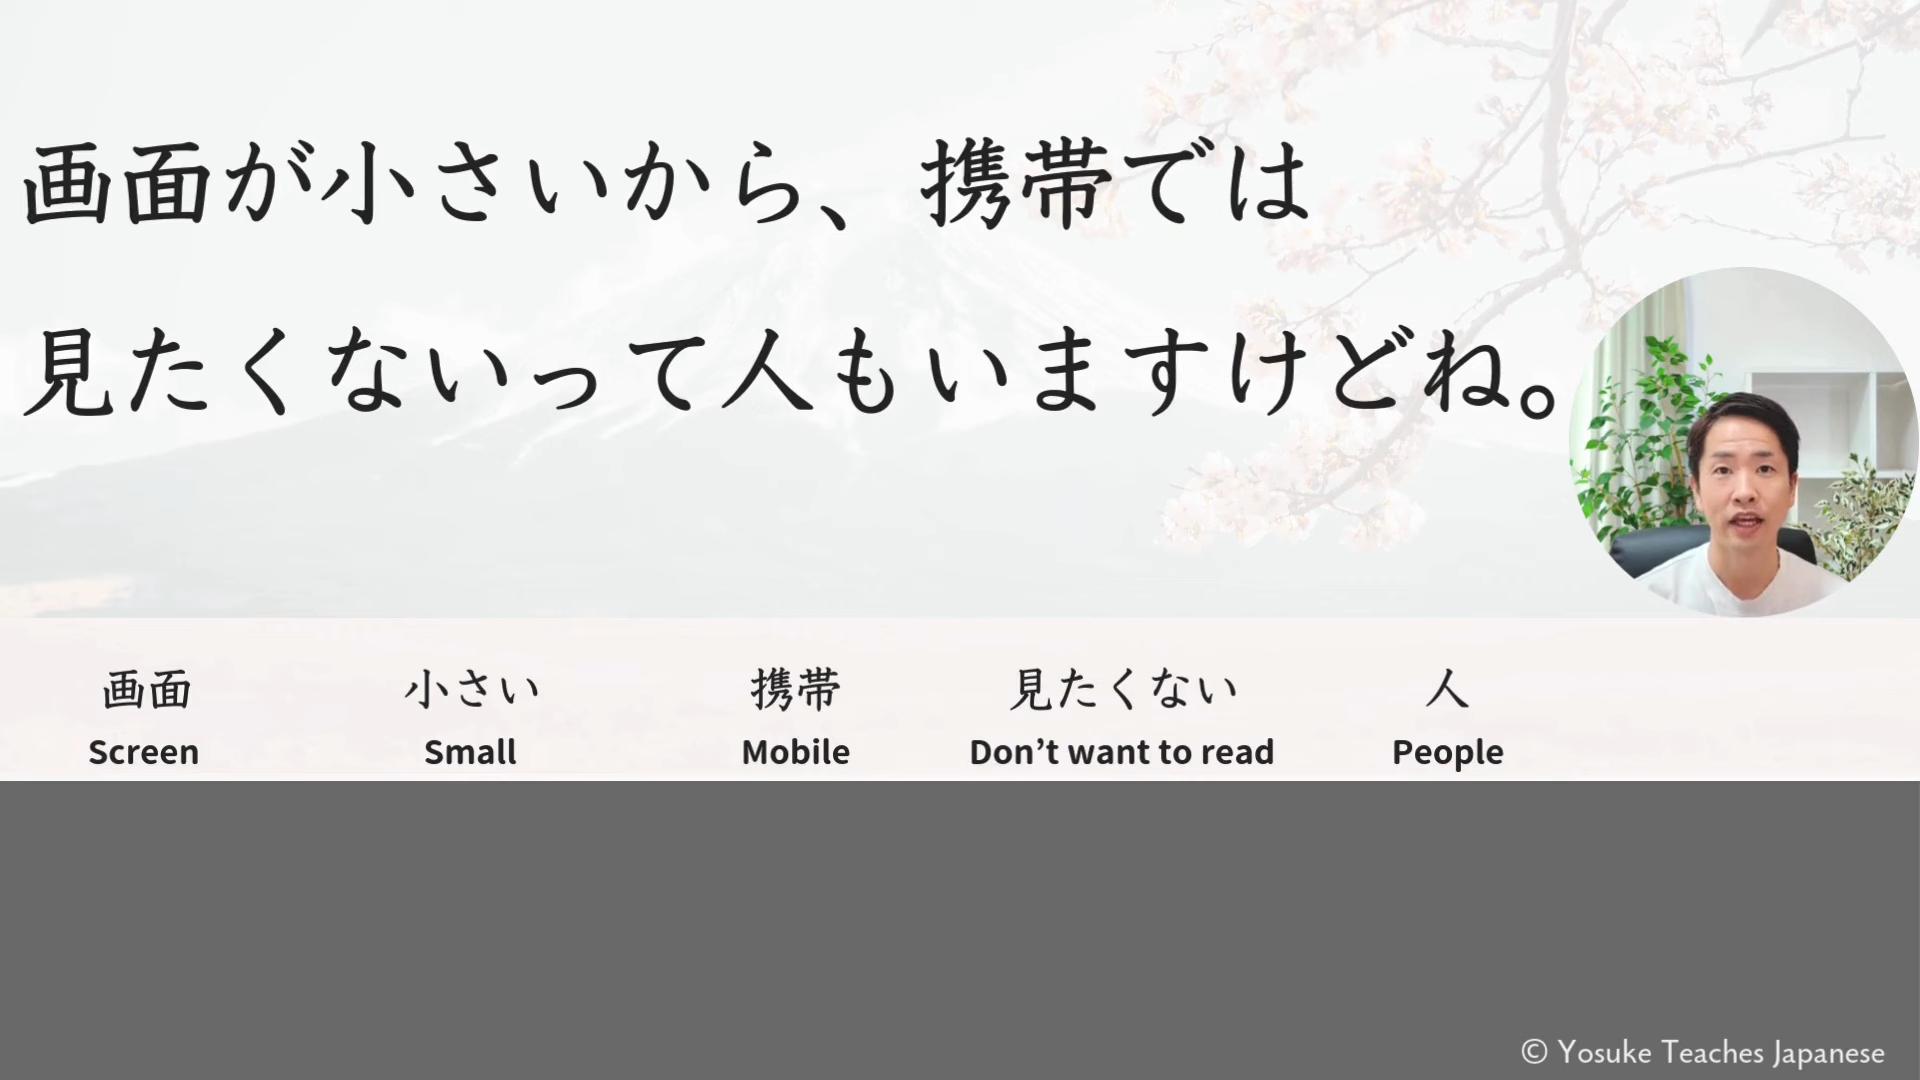 画面が小さいから、携帯では
見たくないって人もいますけどね。
画面 小さい 携帯 見たくない 人
Screen Small Mobile Don’t want to read People
© Yosuke Teaches Japanese